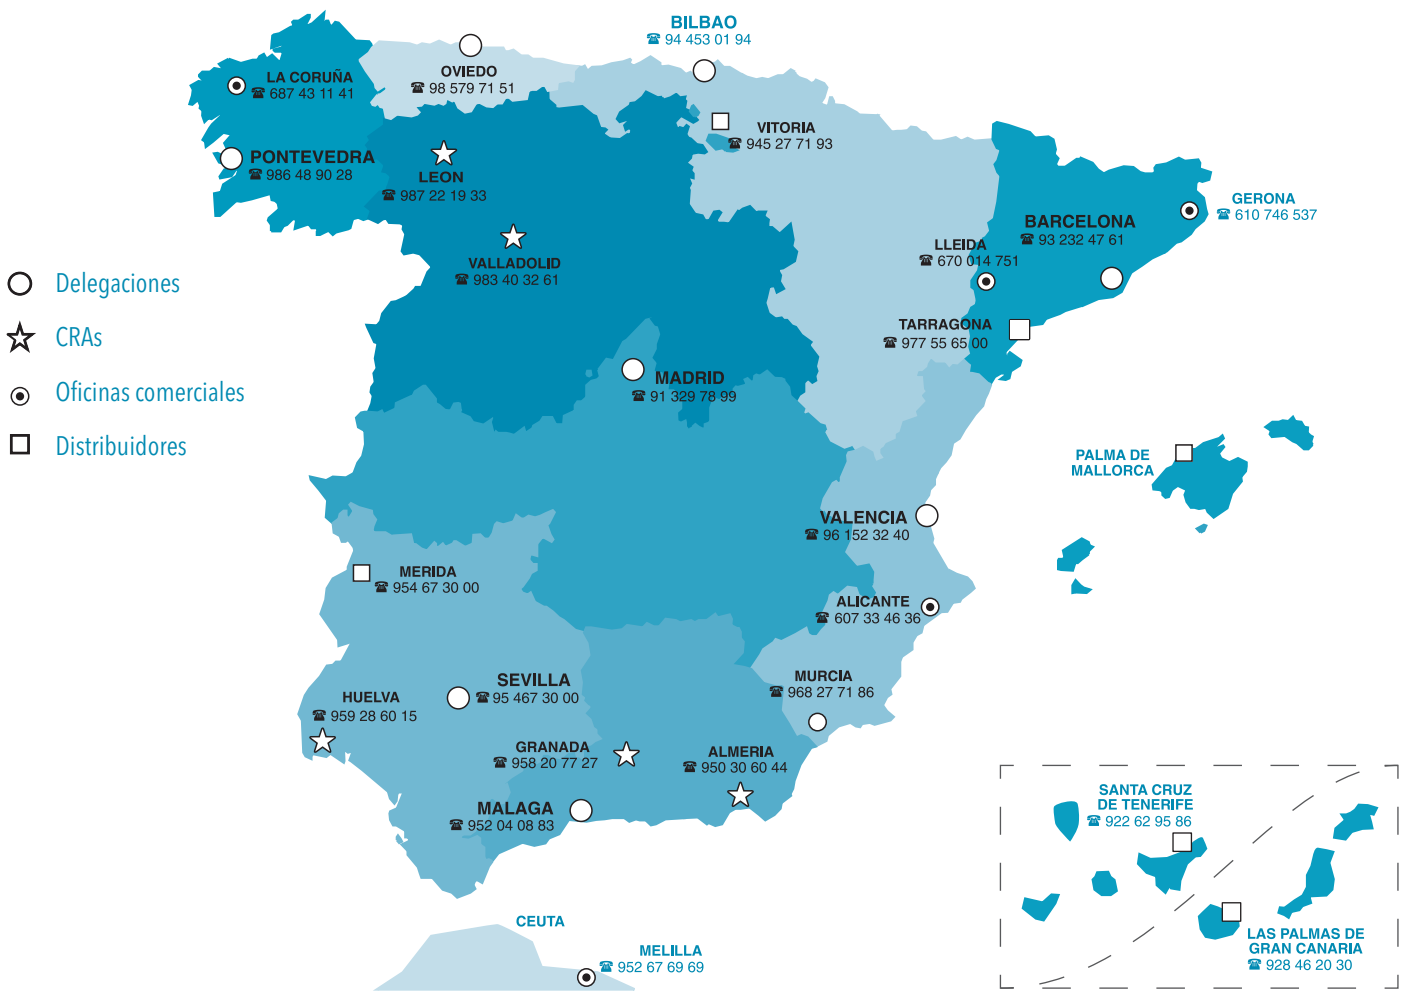 BILBAO
☎ 94 453 01 94
OVIEDO
☎ 98 579 71 51
LA CORUÑA
☎ 687 43 11 41
VITORIA
☎ 945 27 71 93
PONTEVEDRA
☎ 986 48 90 28
LEON
☎ 987 22 19 33
GERONA
☎ 610 746 537
BARCELONA
☎ 93 232 47 61
LLEIDA
☎ 670 014 751
VALLADOLID
☎ 983 40 32 61
Delegaciones
CRAs
Oficinas comerciales
Distribuidores
TARRAGONA
☎ 977 55 65 00
MADRID
☎ 91 329 78 99
PALMA DE
MALLORCA
VALENCIA
☎ 96 152 32 40
MERIDA
☎ 954 67 30 00
ALICANTE
☎ 607 33 46 36
SEVILLA
☎ 95 467 30 00
MURCIA
☎ 968 27 71 86
HUELVA
☎ 959 28 60 15
GRANADA
☎ 958 20 77 27
ALMERIA
☎ 950 30 60 44
MALAGA
☎ 952 04 08 83
SANTA CRUZ
DE TENERIFE
☎ 922 62 95 86
CEUTA
MELILLA
☎ 952 67 69 69
LAS PALMAS DE
GRAN CANARIA
☎ 928 46 20 30